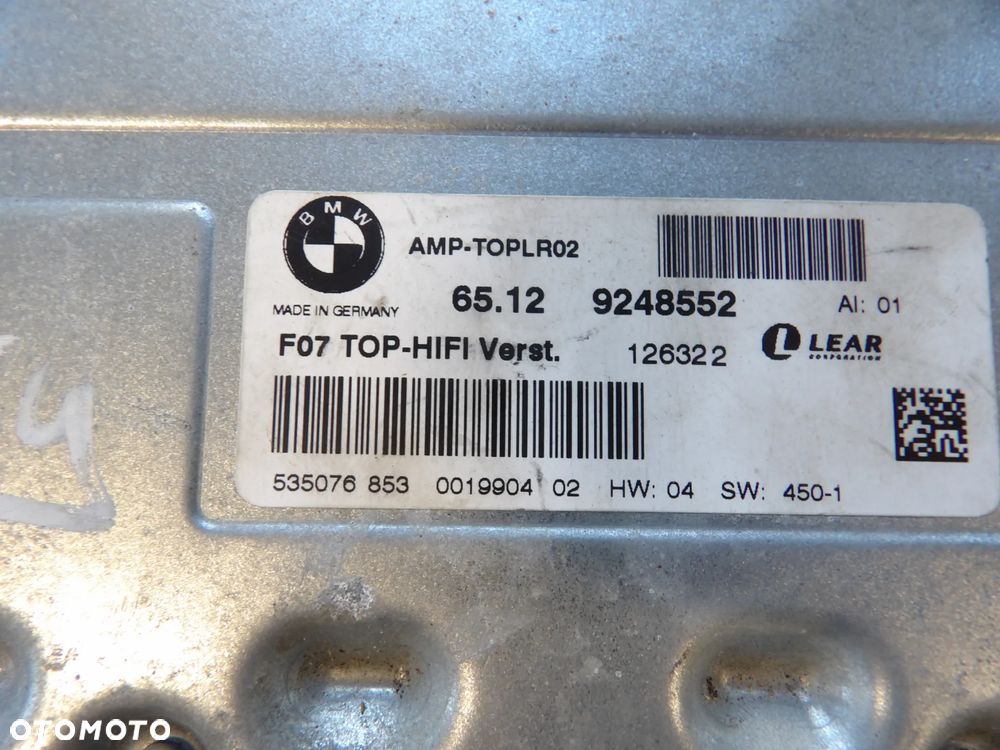 BMW
AMP-TOPLR02
MADE IN GERMANY
65.12 9248552 AI: 01
F07 TOP-HIFI Verst. 126322
LEAR
CORPORATION
535076 853 0019904 02 HW: 04 SW: 450-1
OTOMOTO